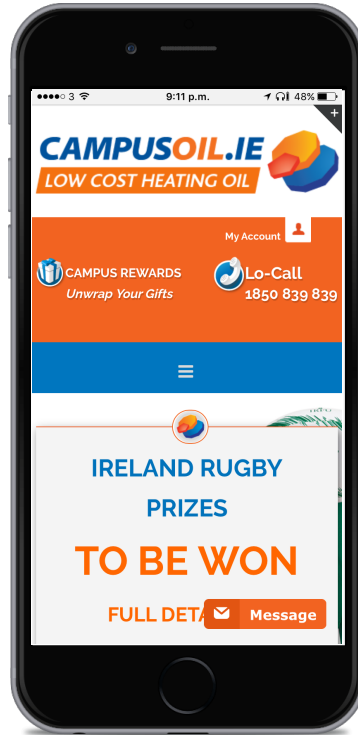 3 9:11 p.m. 48%
+
CAMPUSOIL.IE
LOW COST HEATING OIL
My Account
CAMPUS REWARDS
Unwrap Your Gifts
Lo-Call
1850 839 839
IRELAND RUGBY
PRIZES
TO BE WON
FULL DETA
Message